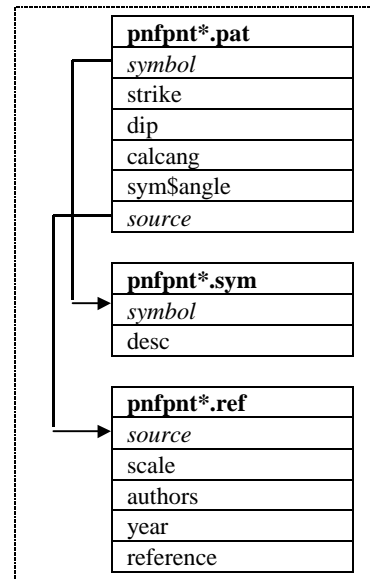 pnfpnt*.pat
symbol
strike
dip
calcang
sym$angle
source
pnfpnt*.sym
symbol
desc
pnfpnt*.ref
source
scale
authors
year
reference